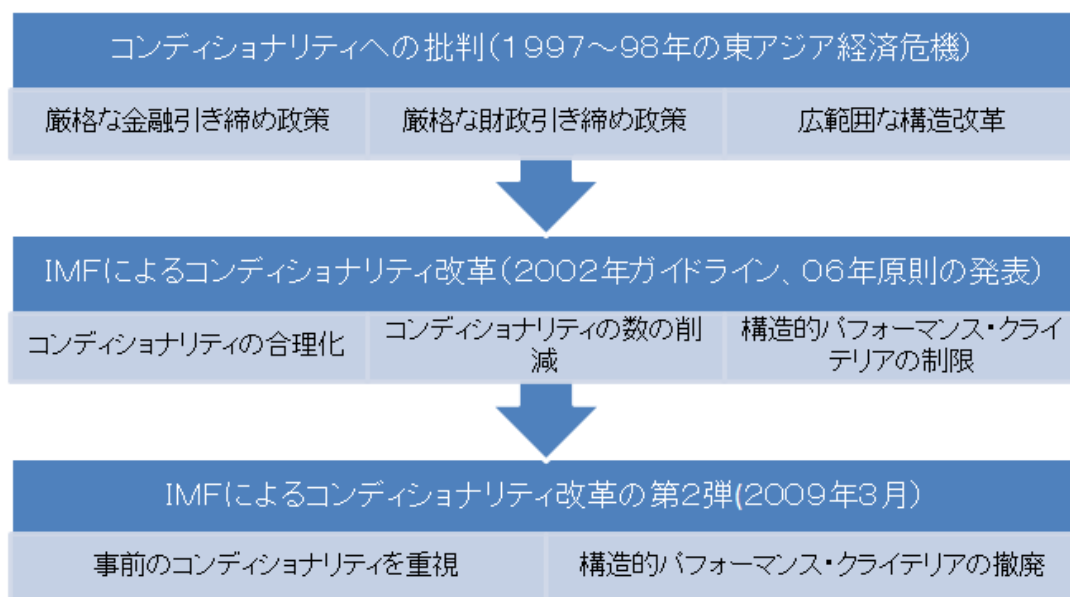 コンディショナリティへの批判（１９９７～９８年の東アジア経済危機）
厳格な金融引き締め政策
厳格な財政引き締め政策
広範囲な構造改革
ＩＭＦによるコンディショナリティ改革（２００２年ガイドライン、０６年原則の発表）
コンディショナリティの合理化
コンディショナリティの数の削
減
構造的パフォーマンス・クライ
テリアの制限
ＩＭＦによるコンディショナリティ改革の第２弾(２００９年３月）
事前のコンディショナリティを重視
構造的パフォーマンス・クライテリアの撤廃